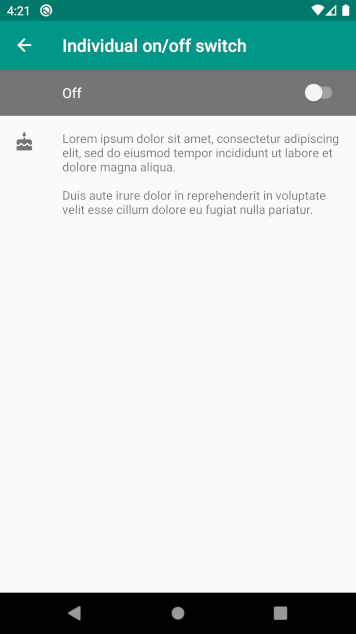 4:21
Individual on/off switch
Off
Lorem ipsum dolor sit amet, consectetur adipiscing
elit, sed do eiusmod tempor incididunt ut labore et
dolore magna aliqua.
Duis aute irure dolor in reprehenderit in voluptate
velit esse cillum dolore eu fugiat nulla pariatur.